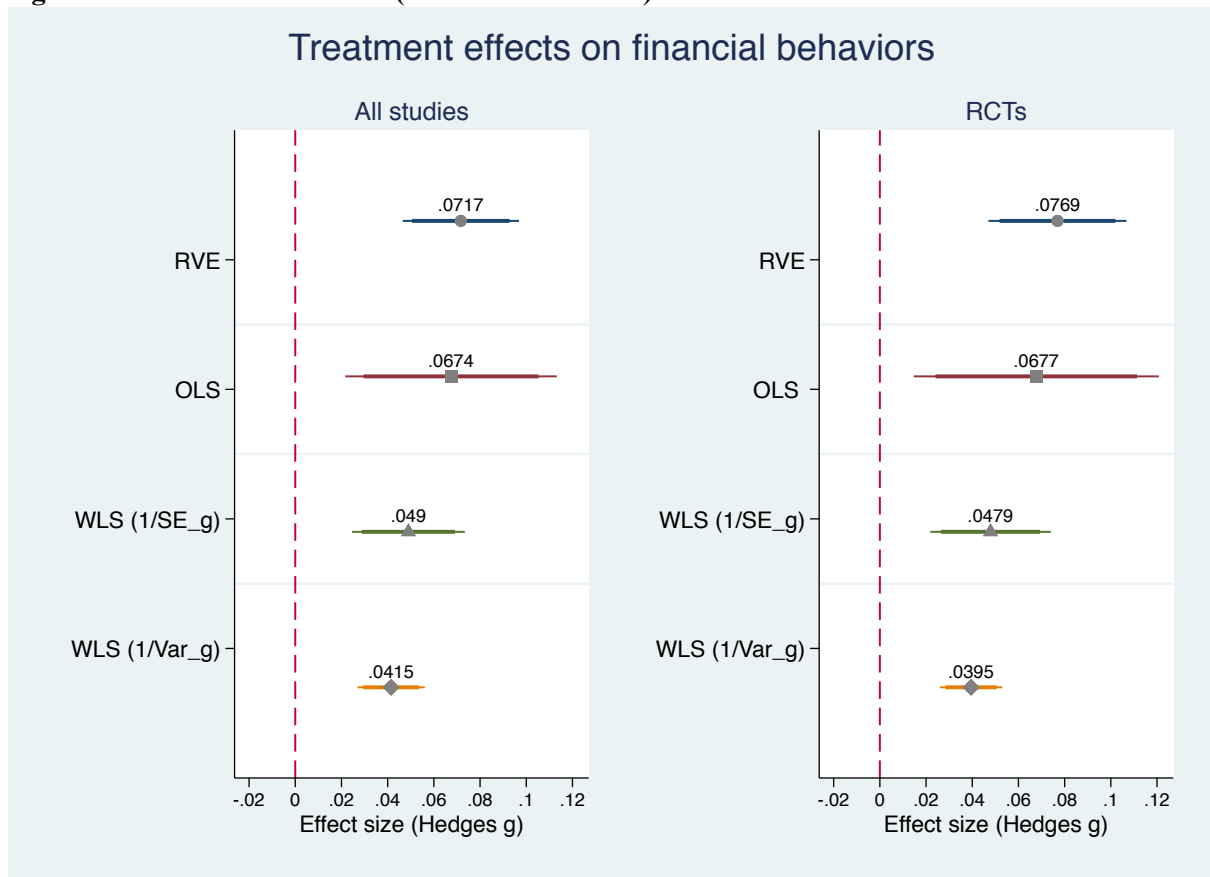 Treatment effects on financial behaviors
All studies
.0717
RVE
.0674
OLS
.049
WLS (1/SE_g)
.0415
WLS (1/Var_g)
-.02 0 .02 .04 .06 .08 .1 .12
Effect size (Hedges g)
RCTs
.0769
RVE
.0677
OLS
.0479
WLS (1/SE_g)
.0395
WLS (1/Var_g)
-.02 0 .02 .04 .06 .08 .1 .12
Effect size (Hedges g)